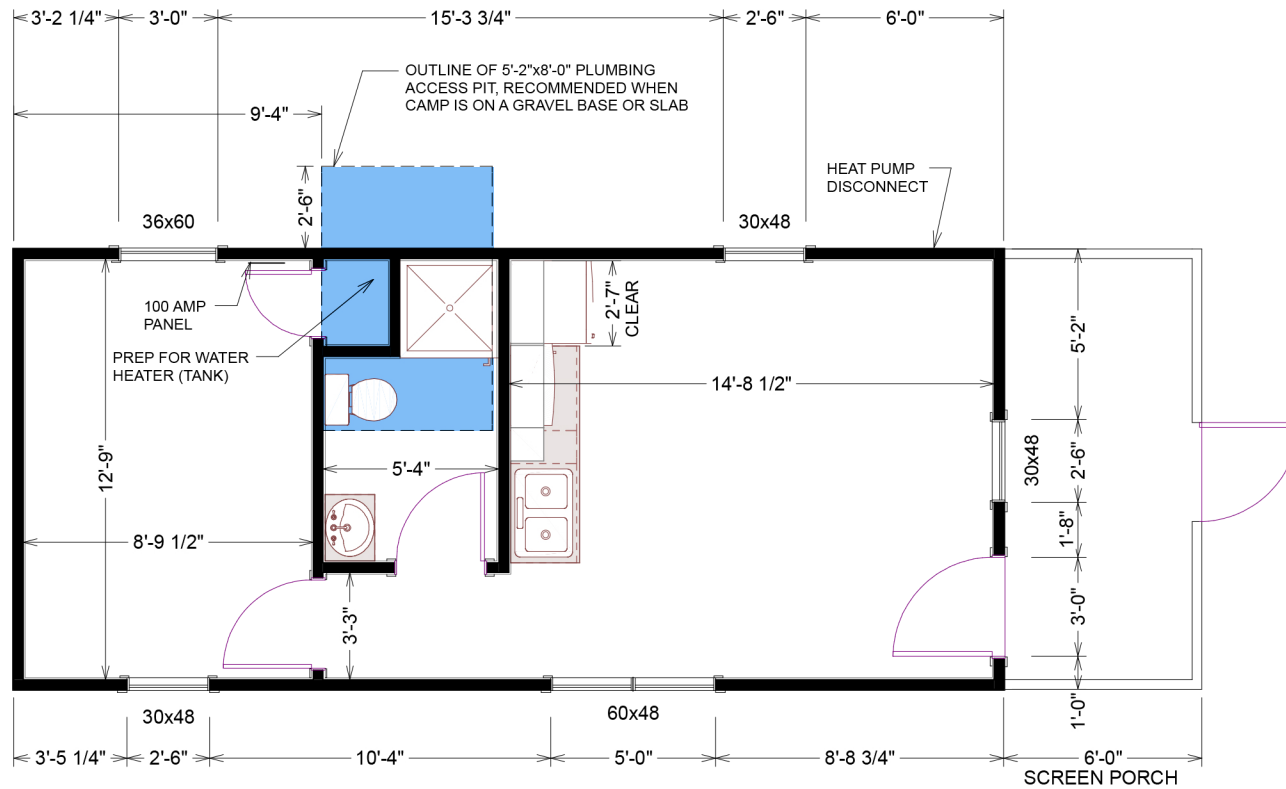 3'-2 1/4"
3'-0"
15'-3 3/4"
2'-6"
6'-0"
OUTLINE OF 5'-2"x8'-0" PLUMBING
ACCESS PIT, RECOMMENDED WHEN
CAMP IS ON A GRAVEL BASE OR SLAB
9'-4"
HEAT PUMP
DISCONNECT
2'-6"
36x60
30x48
100 AMP
PANEL
PREP FOR WATER
HEATER (TANK)
2'-7"
CLEAR
5'-2"
14'-8 1/2"
12'-9"
5'-4"
30x48
2'-6"
1'-8"
8'-9 1/2"
3'-3"
3'-0"
1'-0"
30x48
60x48
3'-5 1/4"
2'-6"
10'-4"
5'-0"
8'-8 3/4"
6'-0"
SCREEN PORCH